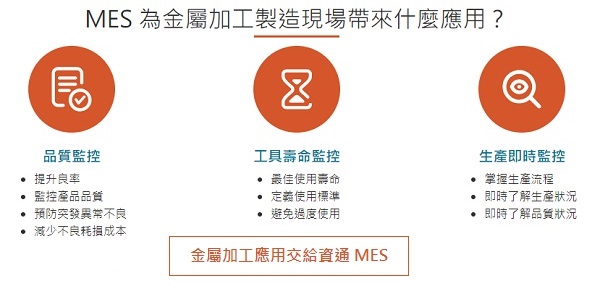 MES 為金屬加工製造現場帶來什麼應用？
品質監控
提升良率
監控產品品質
預防突發異常不良
減少不良耗損成本
工具壽命監控
最佳使用壽命
定義使用標準
避免過度使用
生產即時監控
掌握生產流程
即時了解生產狀況
即時了解品質狀況
金屬加工應用交給資通 MES